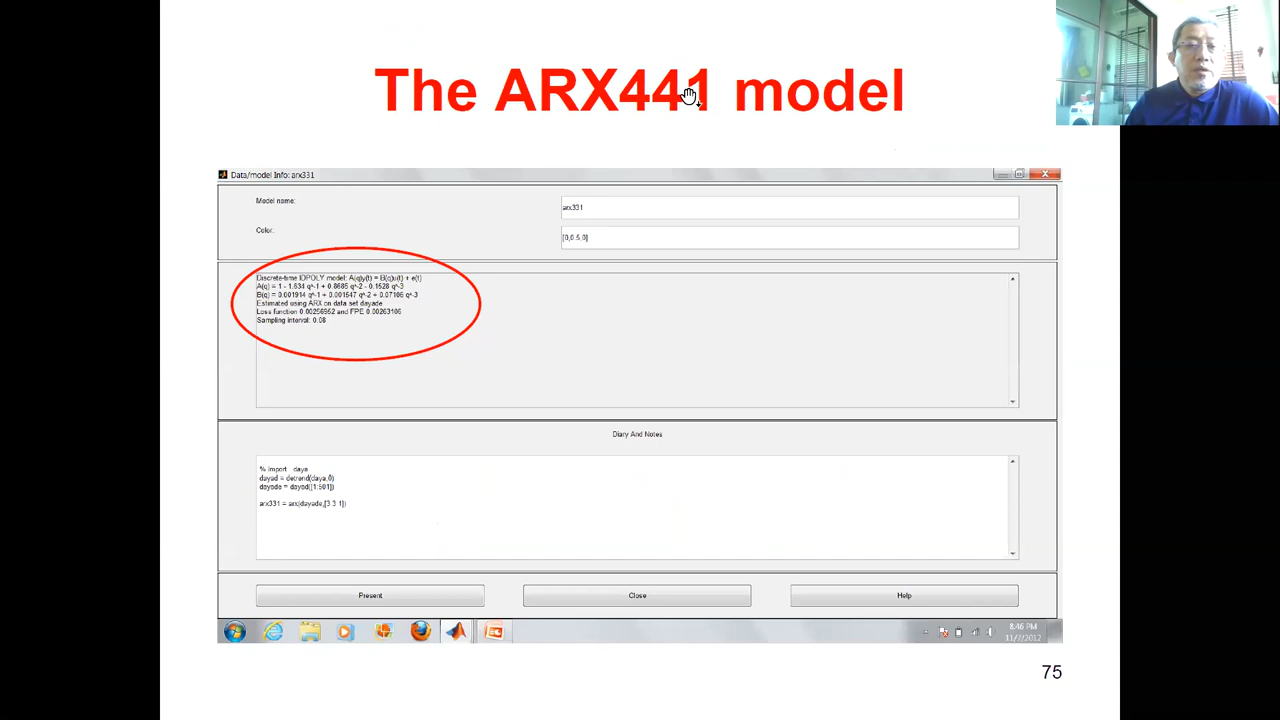 The ARX441 model
Data/model Info: arx331
Model name:
arx331
Color:
[0,0.5,0]
Discrete-time IDPOLY model: A(q)y(t) = B(q)u(t) + e(t)
A(q) = 1 - 1.634 q^-1 + 0.8685 q^-2 - 0.1528 q^-3
B(q) = 0.001914 q^-1 + 0.001547 q^-2 + 0.07106 q^-3
Estimated using ARX on data set dayade
Loss function 0.00256952 and FPE 0.00263106
Sampling interval: 0.08
Diary And Notes
% Import daya
dayad = detrend(daya,0)
dayade = dayad([1:501])
arx331 = arx(dayade,[3 3 1])
Present
Close
Help
8:46 PM
11/7/2012
75